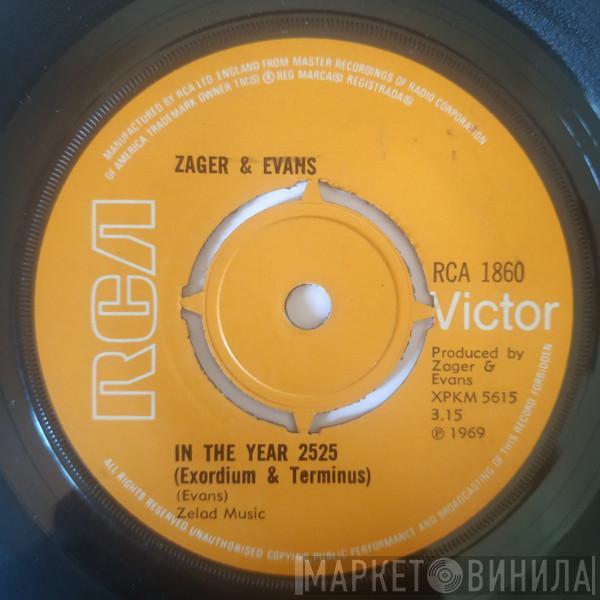 MANUFACTURED BY RCA LTD. ENGLAND FROM MASTER RECORDINGS OF RADIO CORPORATION
OF AMERICA TRADEMARK OWNER TM(S) ® REG MARCA(S) REGISTRADA(S)
ZAGER & EVANS
RCA
RCA 1860
Victor
Produced by
Zager &
Evans
XPKM 5615
3.15
℗ 1969
IN THE YEAR 2525
(Exordium & Terminus)
(Evans)
Zelad Music
ALL RIGHTS RESERVED UNAUTHORISED COPYING PUBLIC PERFORMANCE AND BROADCASTING OF THIS RECORD FORBIDDEN
МАРКЕТ ВИНИЛА